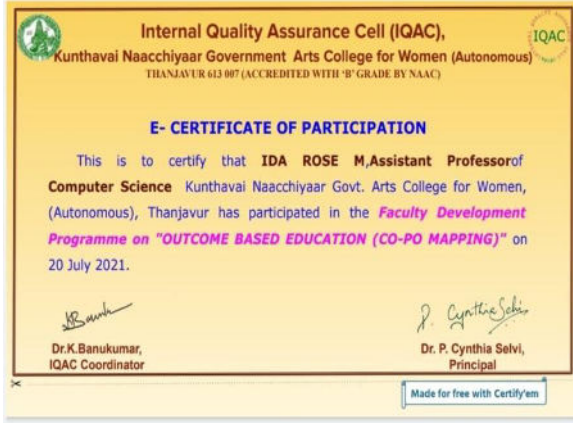 Internal Quality Assurance Cell (IQAC),
Kunthavai Naacchiyaar Government Arts College for Women (Autonomous)
THANJAVUR 613 007 (ACCREDITED WITH ‘B’ GRADE BY NAAC)
IQAC
E- CERTIFICATE OF PARTICIPATION
This is to certify that IDA ROSE M,Assistant Professorof
Computer Science Kunthavai Naacchiyaar Govt. Arts College for Women,
(Autonomous), Thanjavur has participated in the Faculty Development
Programme on "OUTCOME BASED EDUCATION (CO-PO MAPPING)" on
20 July 2021.
P. Cynthia Selvi
Dr.K.Banukumar,
IQAC Coordinator
Dr. P. Cynthia Selvi,
Principal
Made for free with Certify'em